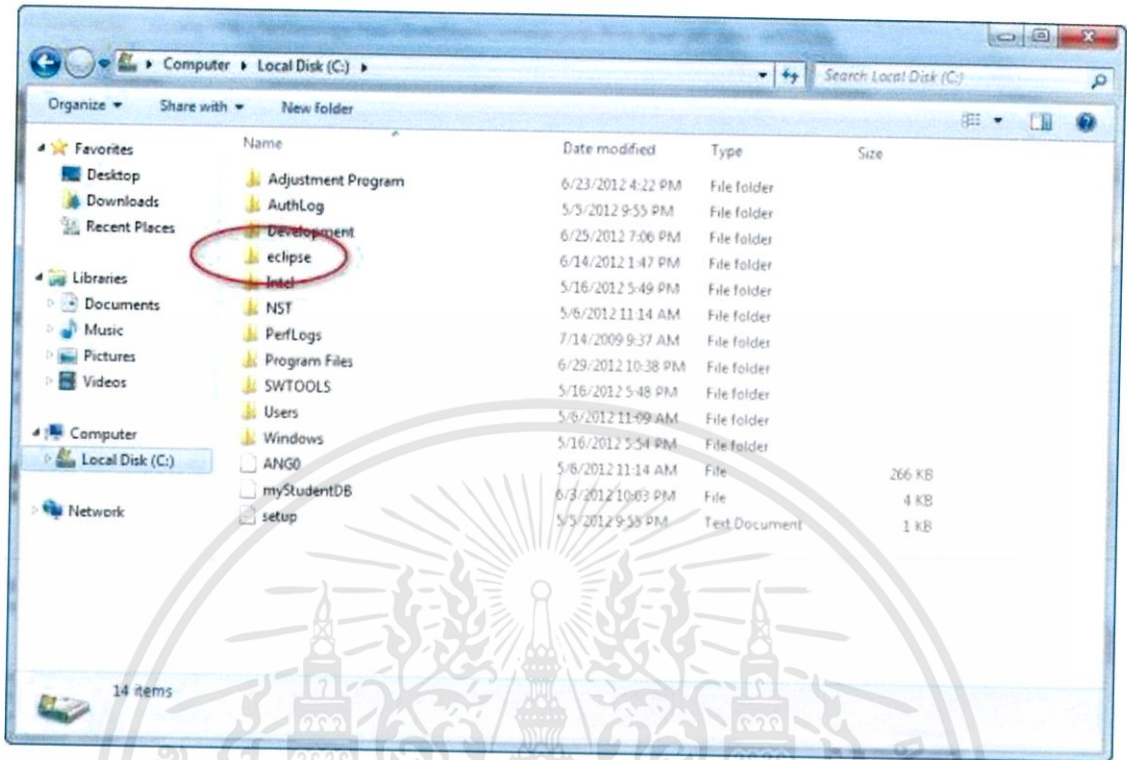 Computer ▸ Local Disk (C:) ▸
Search Local Disk (C:)
Organize Share with New folder
Favorites
Desktop
Downloads
Recent Places
Libraries
Documents
Music
Pictures
Videos
Computer
Local Disk (C:)
Network
Name Date modified Type Size
Adjustment Program 6/23/2012 4:22 PM File folder
AuthLog 5/5/2012 9:55 PM File folder
Development 6/25/2012 7:06 PM File folder
eclipse 6/14/2012 1:47 PM File folder
Intel 5/16/2012 5:49 PM File folder
NST 5/6/2012 11:14 AM File folder
PerfLogs 7/14/2009 9:37 AM File folder
Program Files 6/29/2012 10:38 PM File folder
SWTOOLS 5/16/2012 5:48 PM File folder
Users 5/6/2012 11:09 AM File folder
Windows 5/16/2012 5:54 PM File folder
ANG0 5/6/2012 11:14 AM File 266 KB
myStudentDB 6/3/2012 10:03 PM File 4 KB
setup 5/5/2012 9:55 PM Text Document 1 KB
14 items